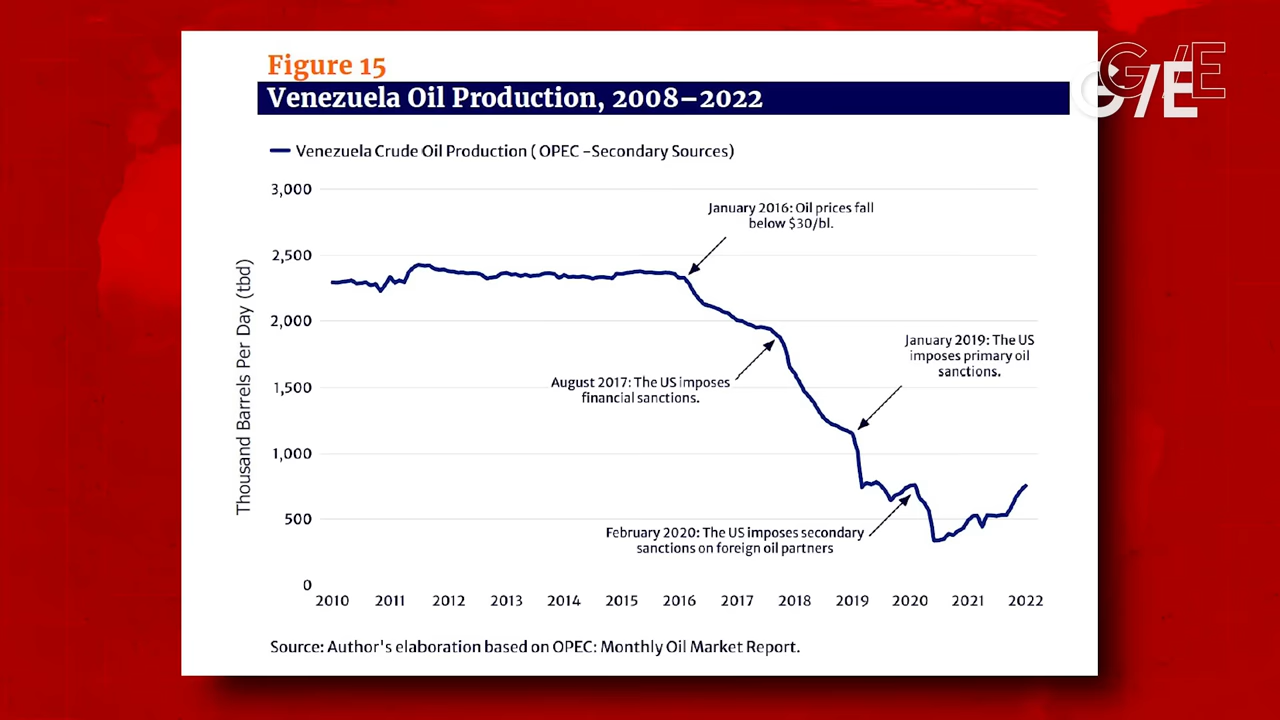 Figure 15
G/E
G/E
Venezuela Oil Production, 2008–2022
Venezuela Crude Oil Production ( OPEC -Secondary Sources)
3,000
January 2016: Oil prices fall
below $30/bl.
2,500
2,000
January 2019: The US
imposes primary oil
sanctions.
August 2017: The US imposes
financial sanctions.
1,500
1,000
500
February 2020: The US imposes secondary
sanctions on foreign oil partners
0
Thousand Barrels Per Day (tbd)
2010 2011 2012 2013 2014 2015 2016 2017 2018 2019 2020 2021 2022
Source: Author's elaboration based on OPEC: Monthly Oil Market Report.